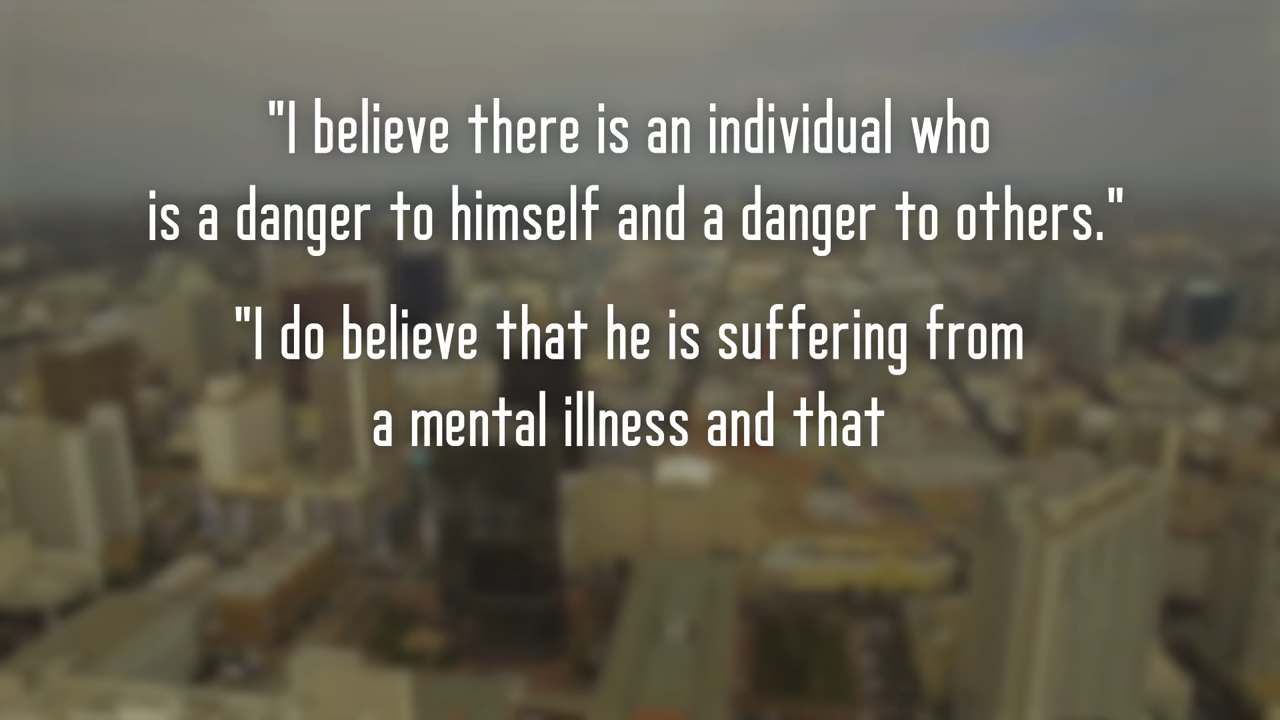 "I believe there is an individual who
is a danger to himself and a danger to others."
"I do believe that he is suffering from
a mental illness and that